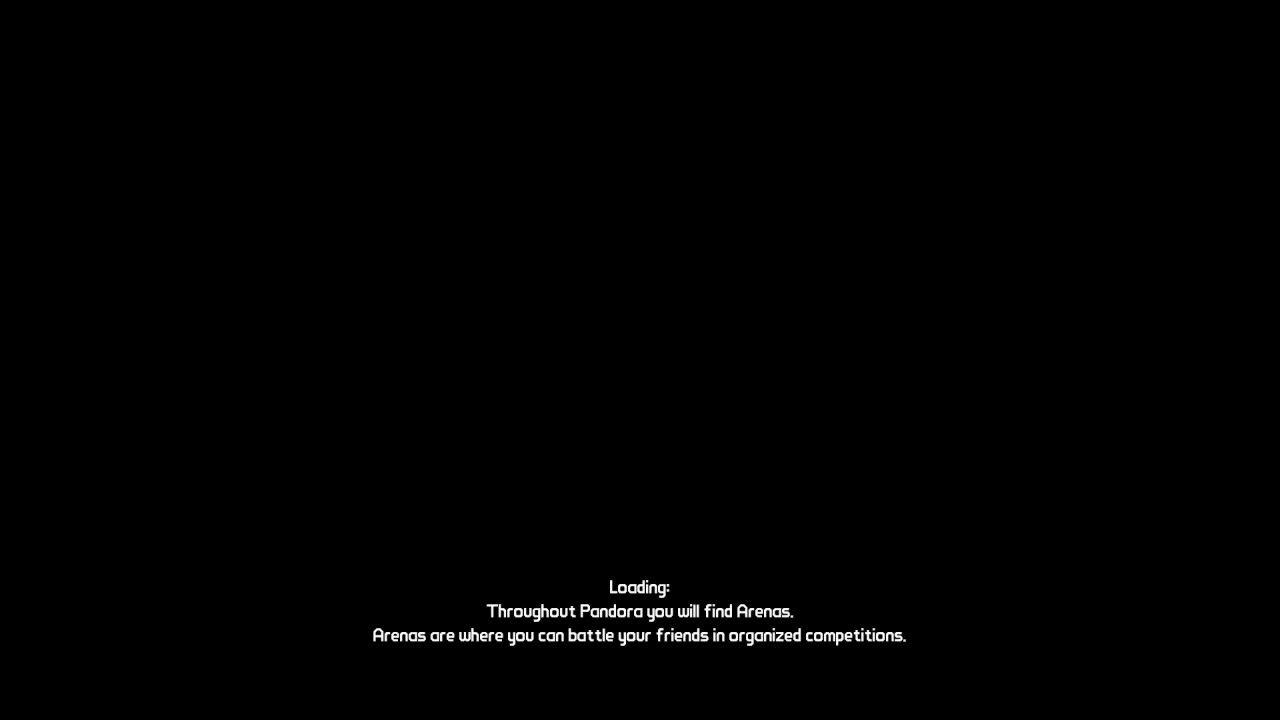 Loading:
Throughout Pandora you will find Arenas.
Arenas are where you can battle your friends in organized competitions.